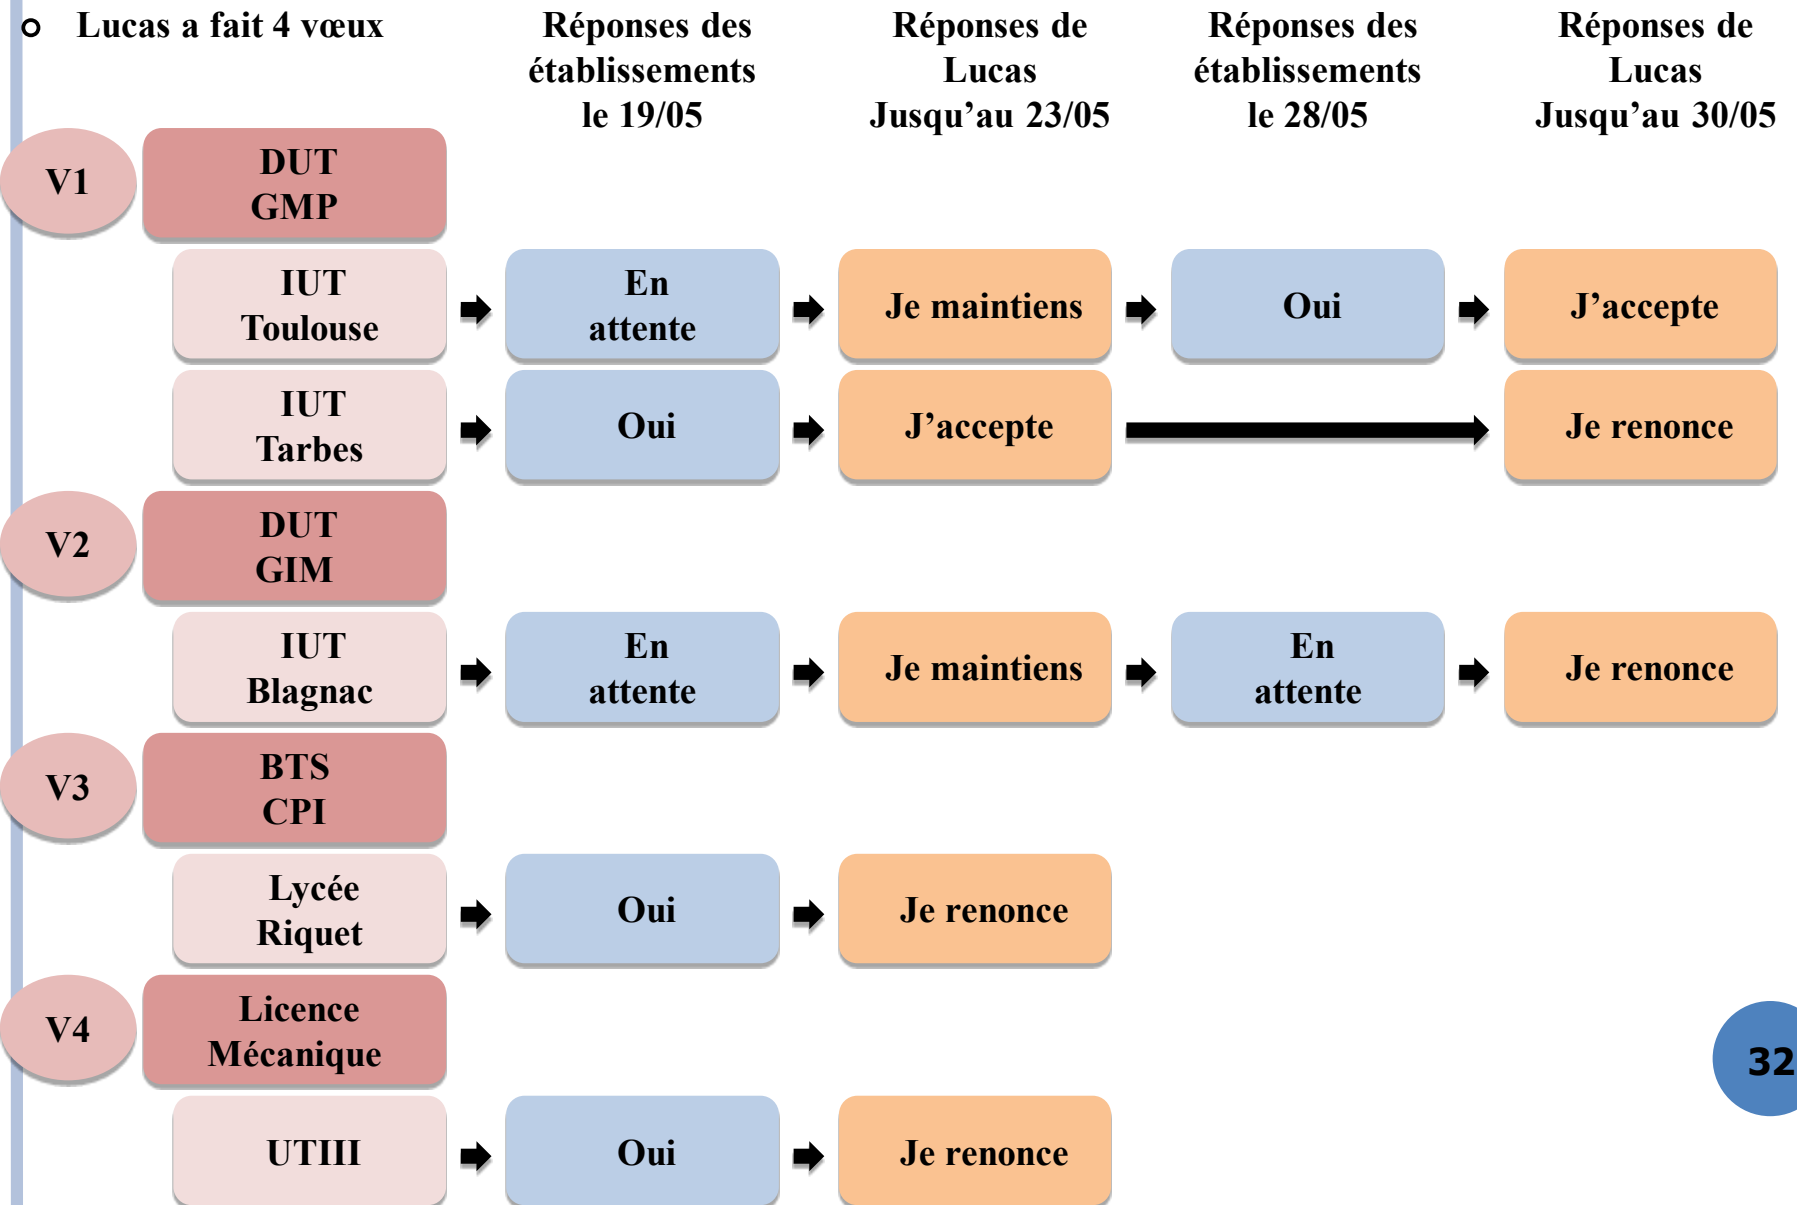 Lucas a fait 4 vœux
Réponses des
établissements
le 19/05
Réponses de
Lucas
Jusqu’au 23/05
Réponses des
établissements
le 28/05
Réponses de
Lucas
Jusqu’au 30/05
V1
DUT
GMP
IUT
Toulouse
En
attente
Je maintiens
Oui
J’accepte
IUT
Tarbes
Oui
J’accepte
Je renonce
V2
DUT
GIM
IUT
Blagnac
En
attente
Je maintiens
En
attente
Je renonce
V3
BTS
CPI
Lycée
Riquet
Oui
Je renonce
V4
Licence
Mécanique
32
UTIII
Oui
Je renonce